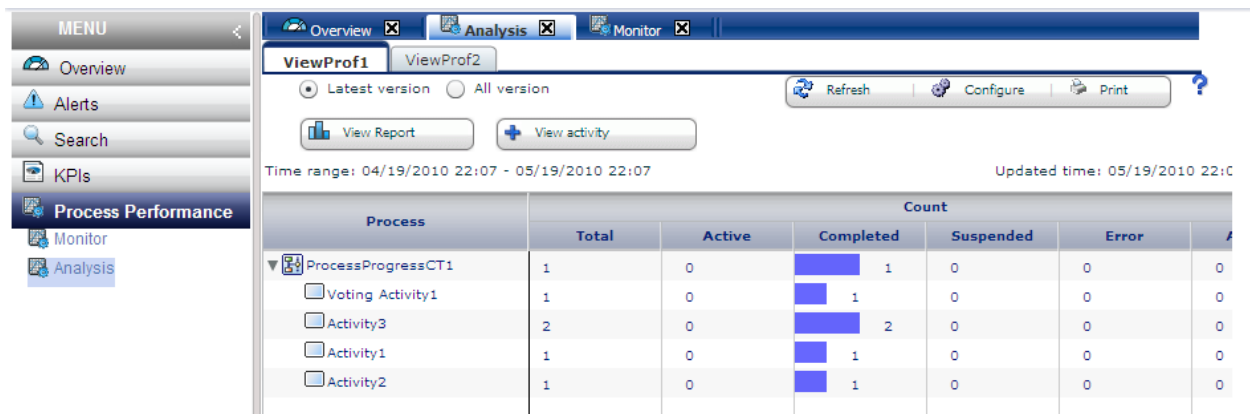 MENU <
Overview Analysis Monitor
Overview
Alerts
Search
KPIs
Process Performance
Monitor
Analysis
ViewProf1 ViewProf2
Latest version All version
Refresh | Configure | Print ?
View Report View activity
Time range: 04/19/2010 22:07 - 05/19/2010 22:07 Updated time: 05/19/2010 22:0
Process Count
Total Active Completed Suspended Error
ProcessProgressCT1 1 0 1 0 0 0
Voting Activity1 1 0 1 0 0 0
Activity3 2 0 2 0 0 0
Activity1 1 0 1 0 0 0
Activity2 1 0 1 0 0 0